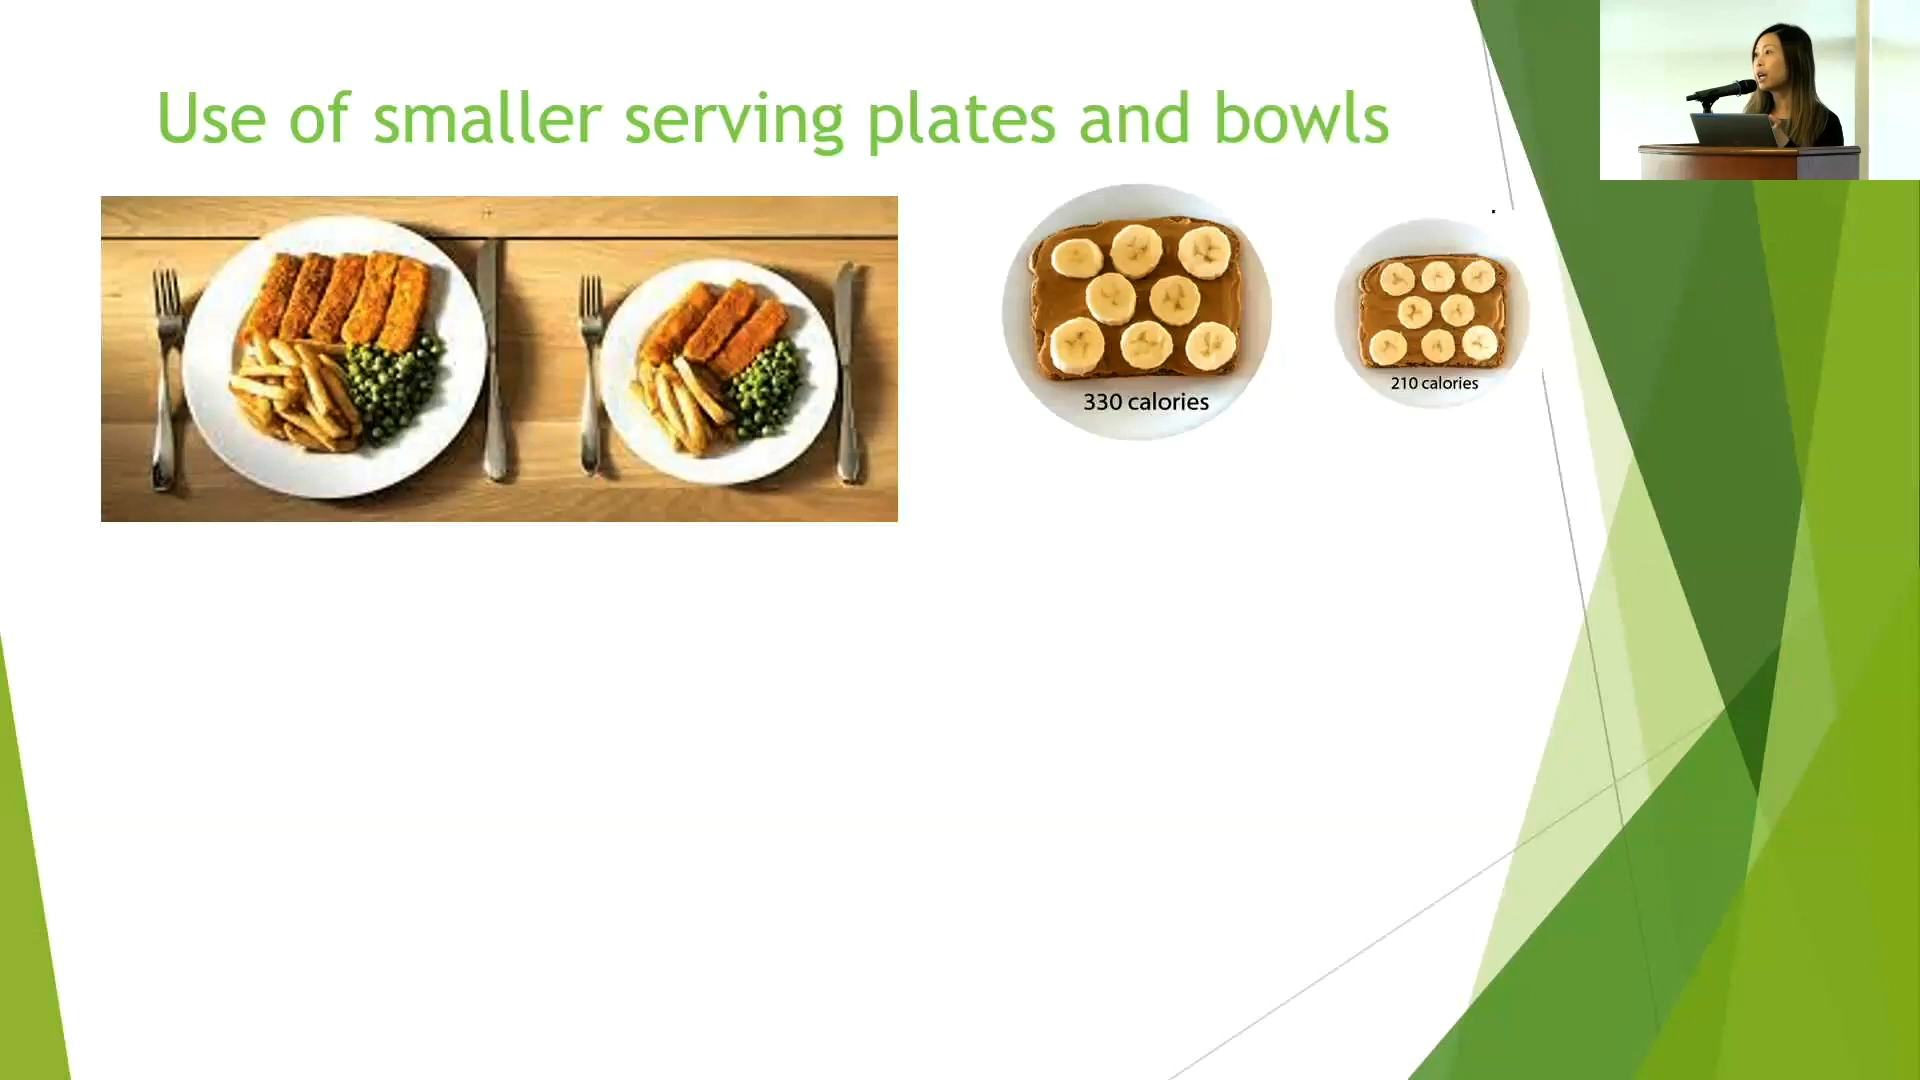 Use of smaller serving plates and bowls
330 calories
210 calories